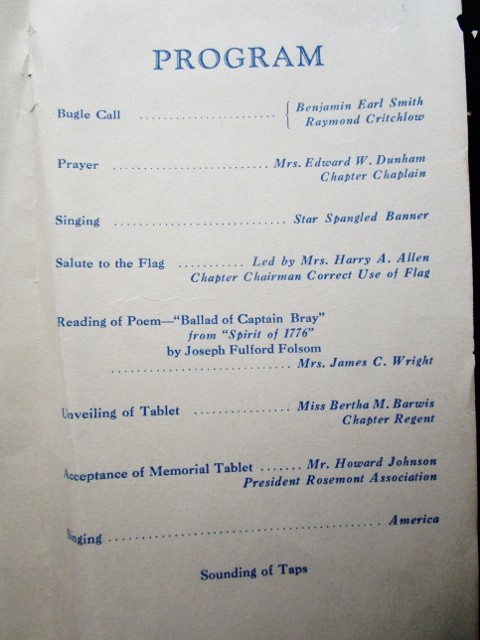 PROGRAM
Bugle Call .................... { Benjamin Earl Smith
Raymond Critchlow
Prayer ....................... Mrs. Edward W. Dunham
Chapter Chaplain
Singing ......................... Star Spangled Banner
Salute to the Flag .......... Led by Mrs. Harry A. Allen
Chapter Chairman Correct Use of Flag
Reading of Poem—"Ballad of Captain Bray"
from "Spirit of 1776"
by Joseph Fulford Folsom
.......................... Mrs. James C. Wright
Unveiling of Tablet .............. Miss Bertha M. Barwis
Chapter Regent
Acceptance of Memorial Tablet ....... Mr. Howard Johnson
President Rosemont Association
Singing ........................................ America
Sounding of Taps